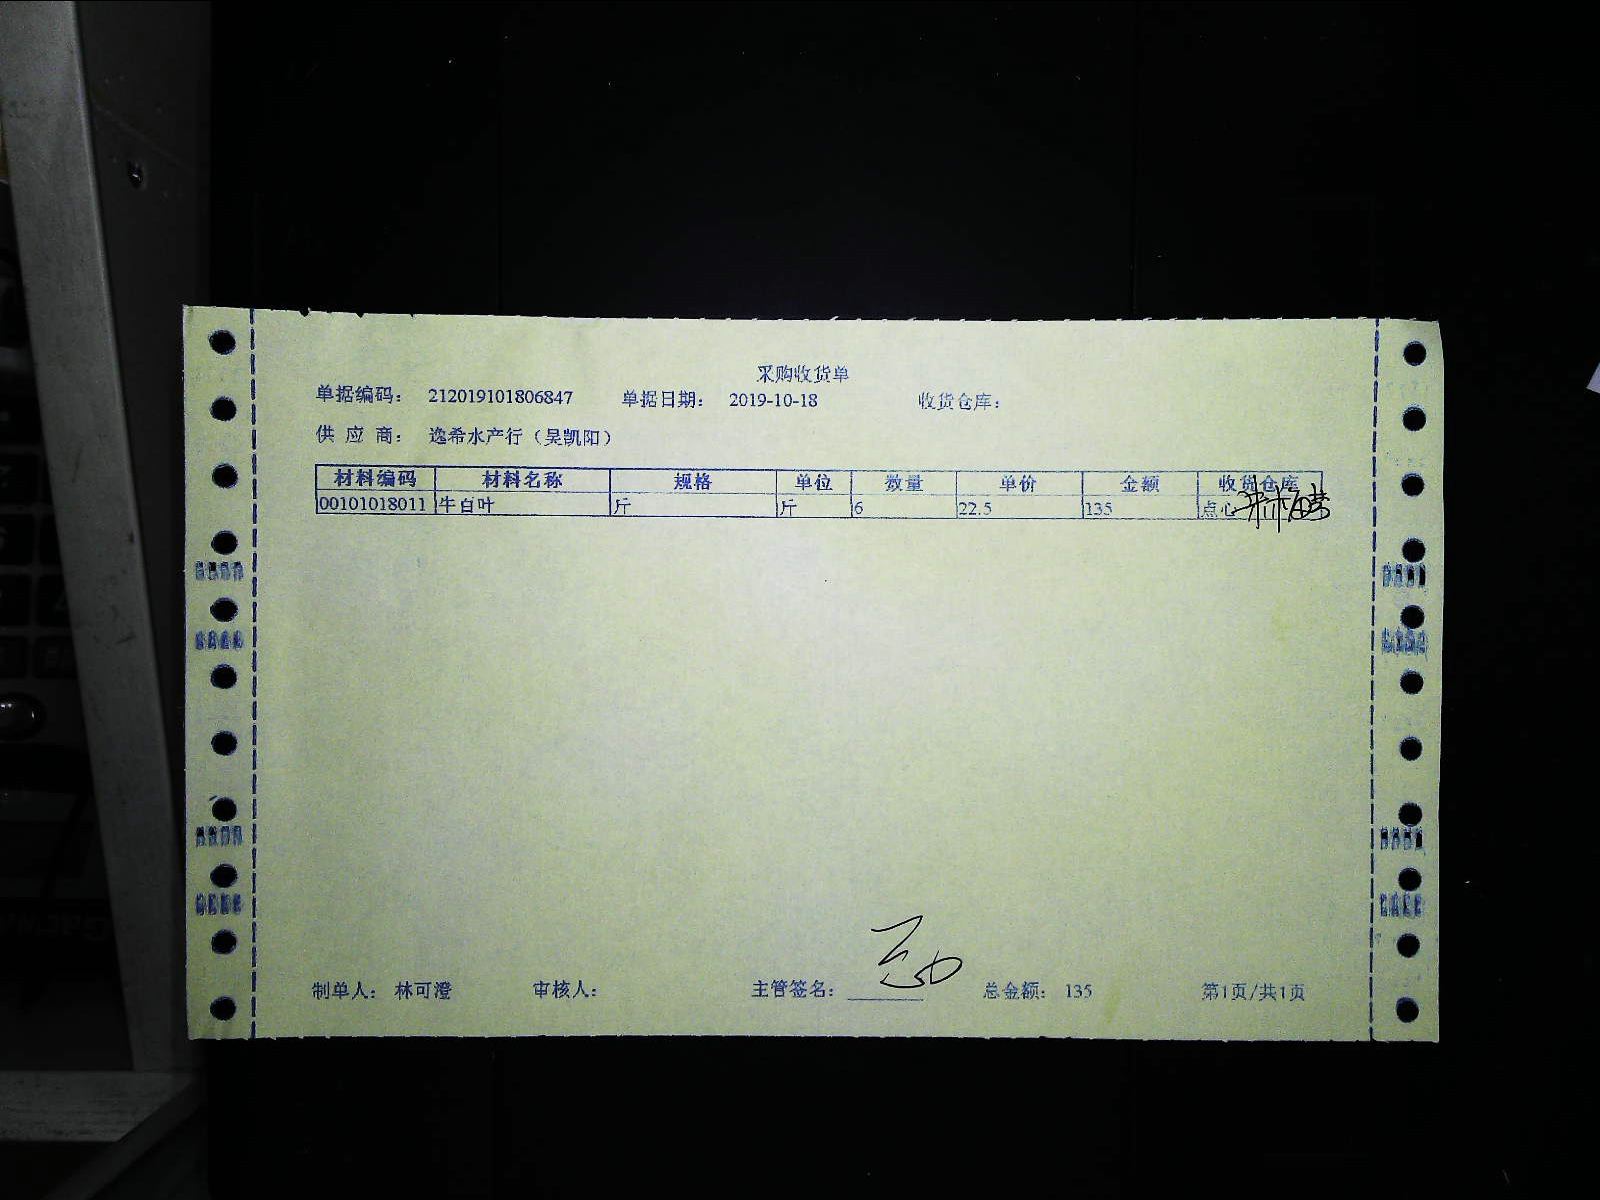 采购收货单
单据编码: 212019101806847 单据日期: 2019-10-18 收货仓库:
供 应 商: 逸希水产行（吴凯阳）
材料编码 材料名称 规格 单位 数量 单价 金额 收货仓库
00101018011 牛百叶 斤 斤 6 22.5 135 点心
制单人: 林可澄 审核人: 主管签名: 总金额: 135 第1页/共1页